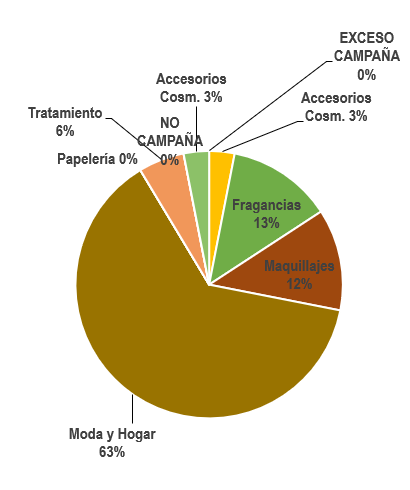 EXCESO
CAMPAÑA
0%
Accesorios
Cosm. 3%
Accesorios
Cosm. 3%
Tratamiento
6%
NO
CAMPAÑA
0%
Papelería 0%
Fragancias
13%
Maquillajes
12%
Moda y Hogar
63%